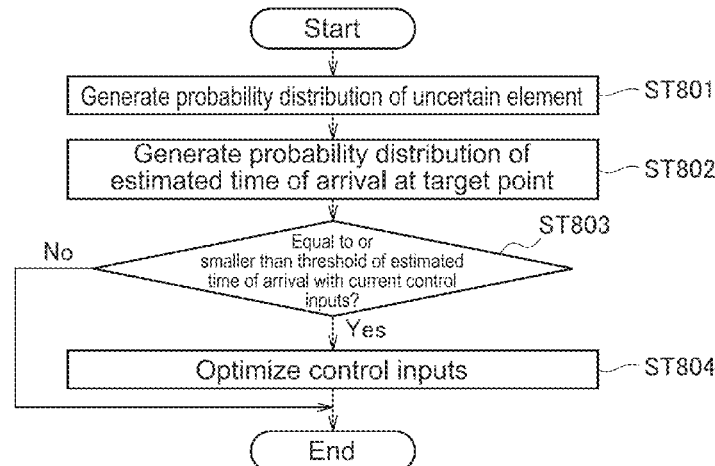 Start
Generate probability distribution of uncertain element
ST801
Generate probability distribution of
estimated time of arrival at target point
ST802
ST803
No
Equal to or
smaller than threshold of estimated
time of arrival with current control
inputs?
Yes
Optimize control inputs
ST804
End